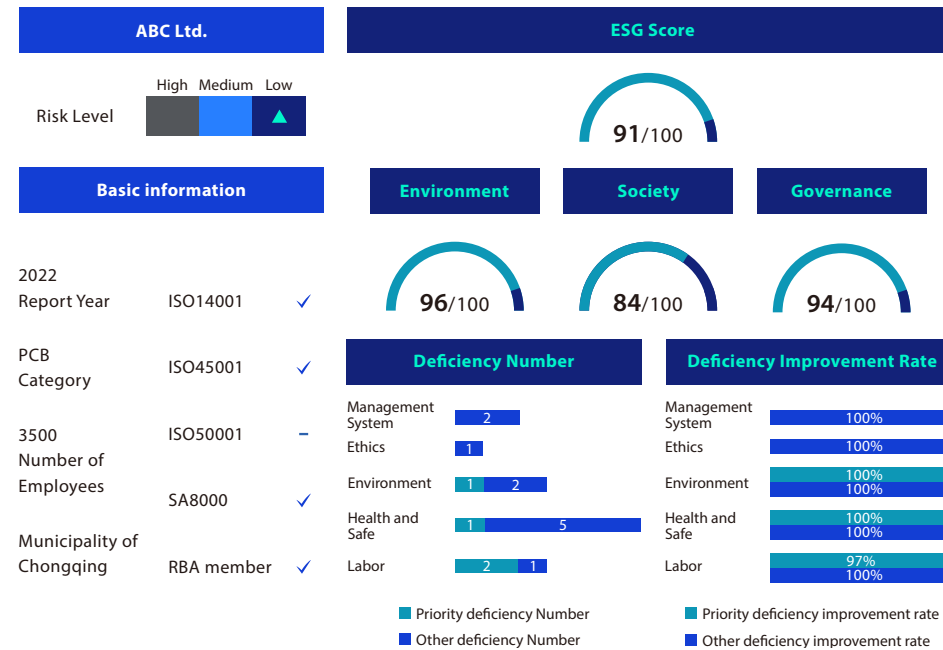 ABC Ltd.
High Medium Low
Risk Level
Basic information
2022
Report Year
ISO14001
PCB
Category
ISO45001
3500
Number of
Employees
ISO50001
SA8000
Municipality of
Chongqing
RBA member
ESG Score
91/100
Environment
Society
Governance
96/100
84/100
94/100
Deficiency Number
Management
System
2
Ethics
1
Environment
1 2
Health and
Safe
1 5
Labor
2 1
Priority deficiency Number
Other deficiency Number
Deficiency Improvement Rate
Management
System
100%
Ethics
100%
Environment
100%
100%
Health and
Safe
100%
100%
Labor
97%
100%
Priority deficiency improvement rate
Other deficiency improvement rate